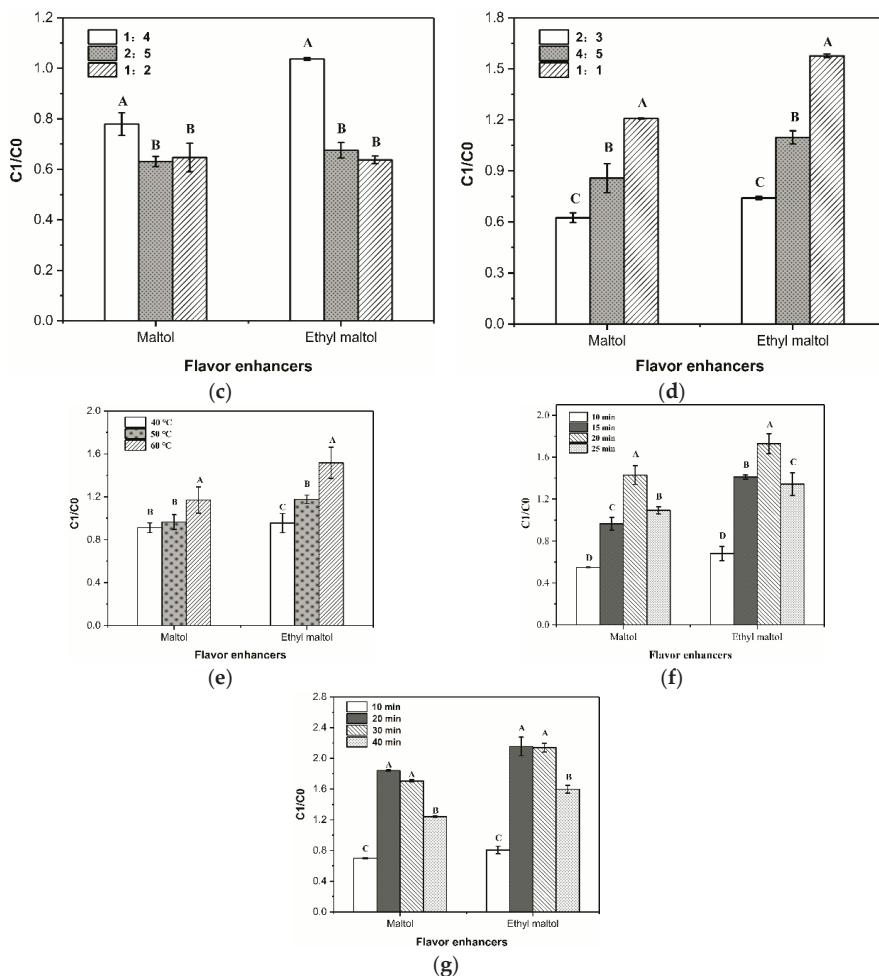 1.2
1.0
0.8
0.6
0.4
0.2
0.0
C1/C0
1：4
2：5
1：2
A
B
B
A
B
B
Maltol
Ethyl maltol
Flavor enhancers
(c)
1.8
1.5
1.2
0.9
0.6
0.3
0.0
C1/C0
2：3
4：5
1：1
C
B
A
C
B
A
Maltol
Ethyl maltol
Flavor enhancers
(d)
2.0
1.6
1.2
0.8
0.4
0.0
C1/C0
40 °C
50 °C
60 °C
B
B
A
C
B
A
Maltol
Ethyl maltol
Flavor enhancers
(e)
2.0
1.6
1.2
0.8
0.4
0.0
C1/C0
10 min
15 min
20 min
25 min
D
C
A
B
D
B
A
C
Maltol
Ethyl maltol
Flavor enhancers
(f)
2.8
2.4
2.0
1.6
1.2
0.8
0.4
0.0
C1/C0
10 min
20 min
30 min
40 min
C
A
A
B
C
A
A
B
Maltol
Ethyl maltol
Flavor enhancers
(g)